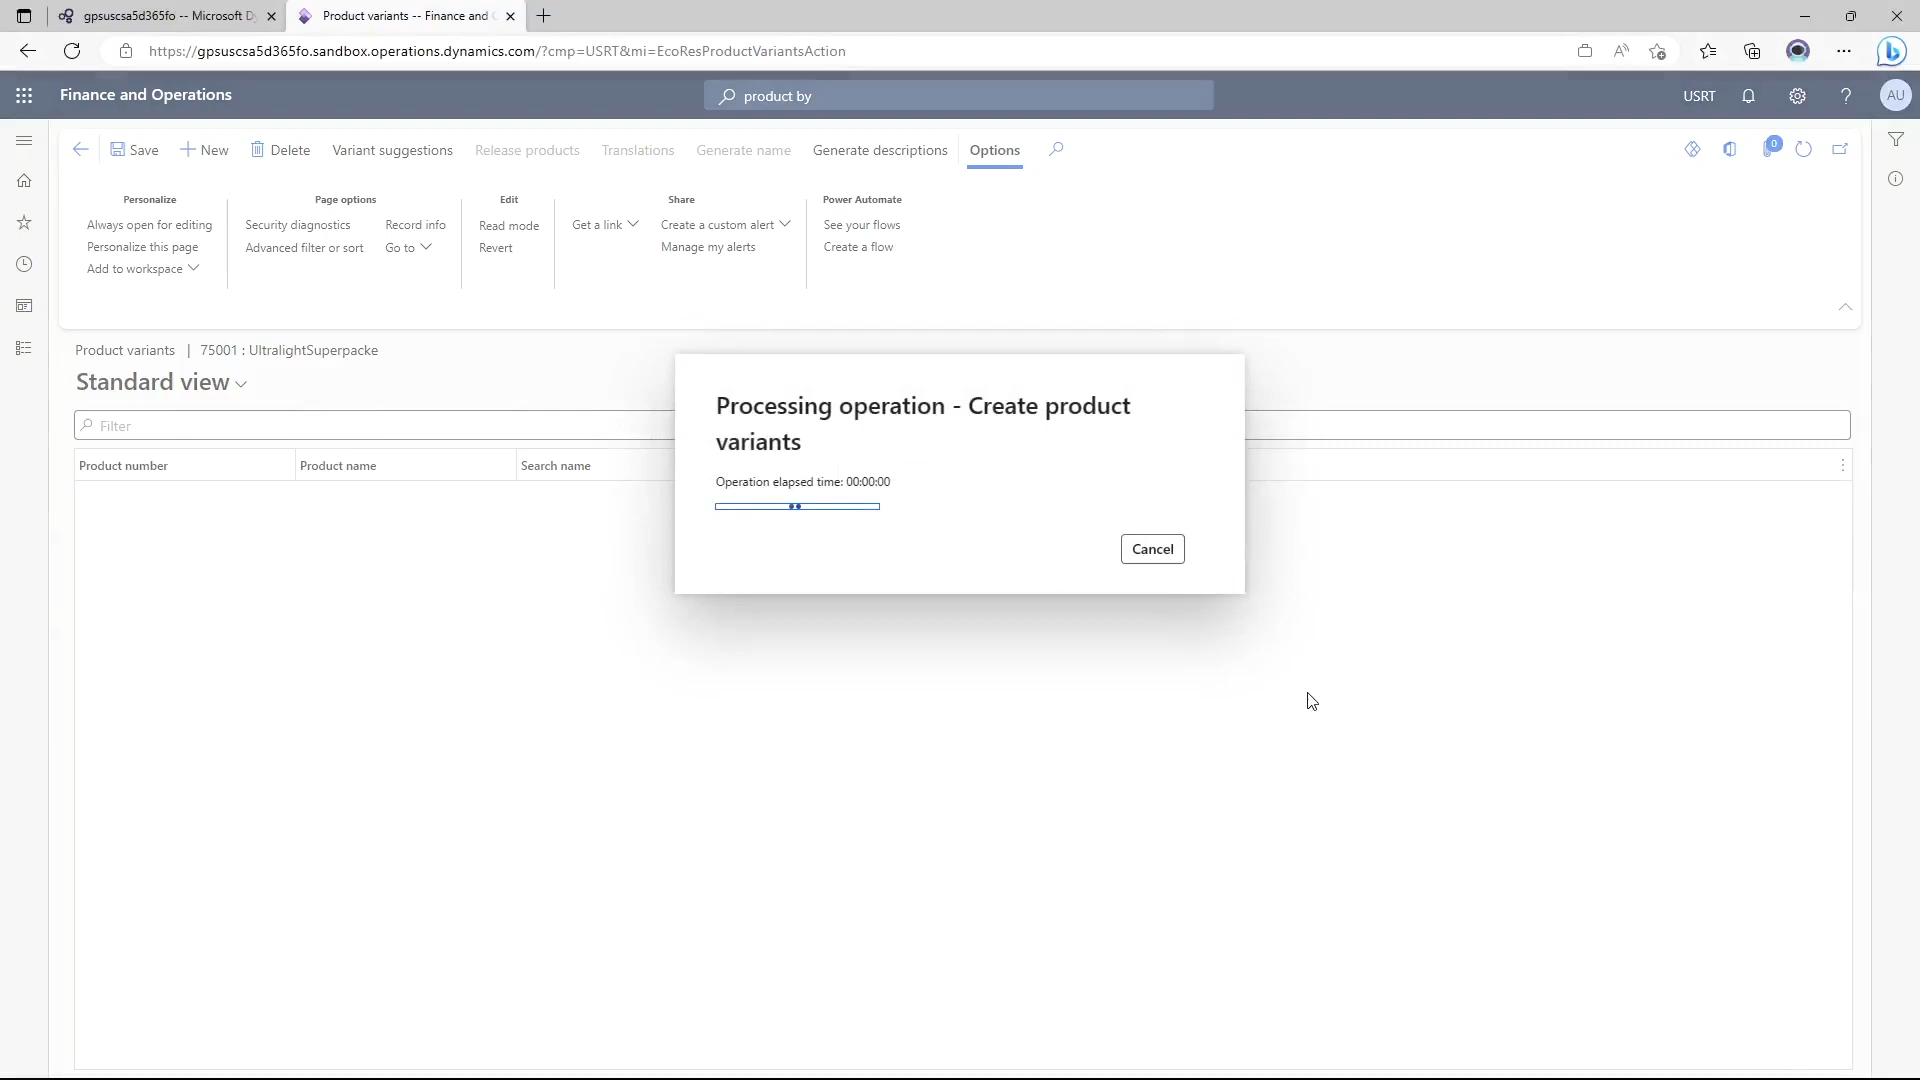 gpsuscsa5d365fo -- Microsoft Dy
Product variants -- Finance and O
https://gpsuscsa5d365fo.sandbox.operations.dynamics.com/?cmp=USRT&mi=EcoResProductVariantsAction
Finance and Operations
product by
USRT
AU
Save
New
Delete
Variant suggestions
Release products
Translations
Generate name
Generate descriptions
Options
0
Personalize
Always open for editing
Personalize this page
Add to workspace
Page options
Security diagnostics
Advanced filter or sort
Record info
Go to
Edit
Read mode
Revert
Share
Get a link
Create a custom alert
Manage my alerts
Power Automate
See your flows
Create a flow
Product variants | 75001 : UltralightSuperpacke
Standard view
Filter
Product number
Product name
Search name
Processing operation - Create product
variants
Operation elapsed time: 00:00:00
Cancel